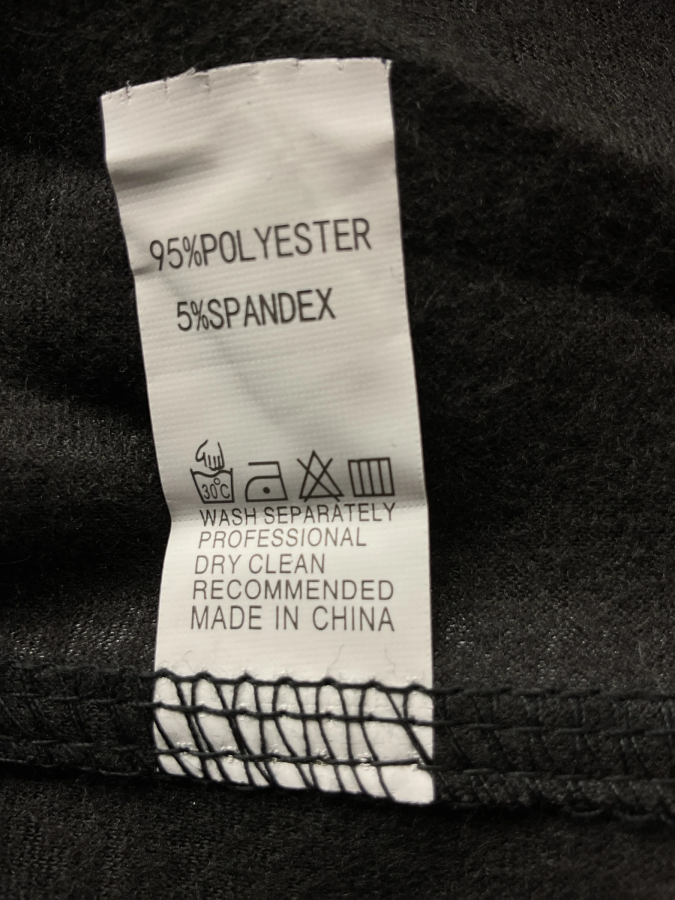 95%POLYESTER
5%SPANDEX
30°C
WASH SEPARATELY
PROFESSIONAL
DRY CLEAN
RECOMMENDED
MADE IN CHINA